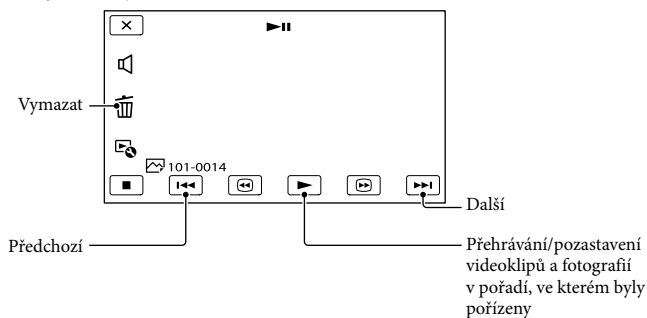 Vymazat
101-0014
Předchozí
Další
Přehrávání/pozastavení
videoklipů a fotografií
v pořadí, ve kterém byly
pořízeny